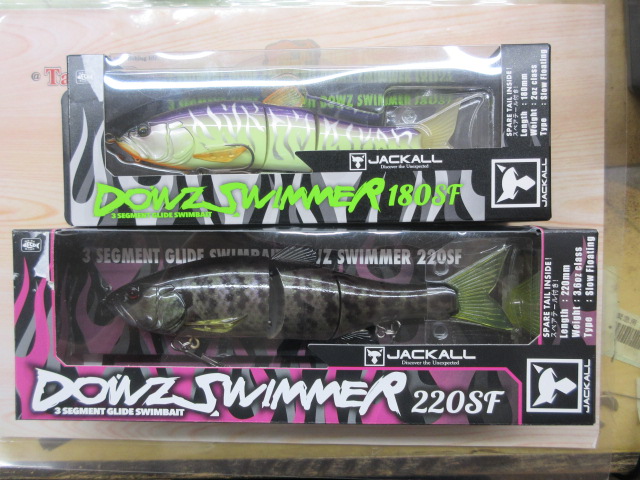 @Ta
3 SEGMENT GLIDE SWIMBAIT DOWZ SWIMMER 180SF
JACKALL
Discover the Unexpected
DOWZ SWIMMER 180SF
3 SEGMENT GLIDE SWIMBAIT
SPARE TAIL INSIDE!
スペアテール付き!
Length : 180mm
Weight : 2oz class
Type : Slow Floating
JACKALL
3 SEGMENT GLIDE SWIMBAIT DOWZ SWIMMER 220SF
JACKALL
Discover the Unexpected
DOWZ SWIMMER 220SF
3 SEGMENT GLIDE SWIMBAIT
SPARE TAIL INSIDE!
スペアテール付き!
Length : 220mm
Weight : 3.6oz class
Type : Slow Floating
JACKALL